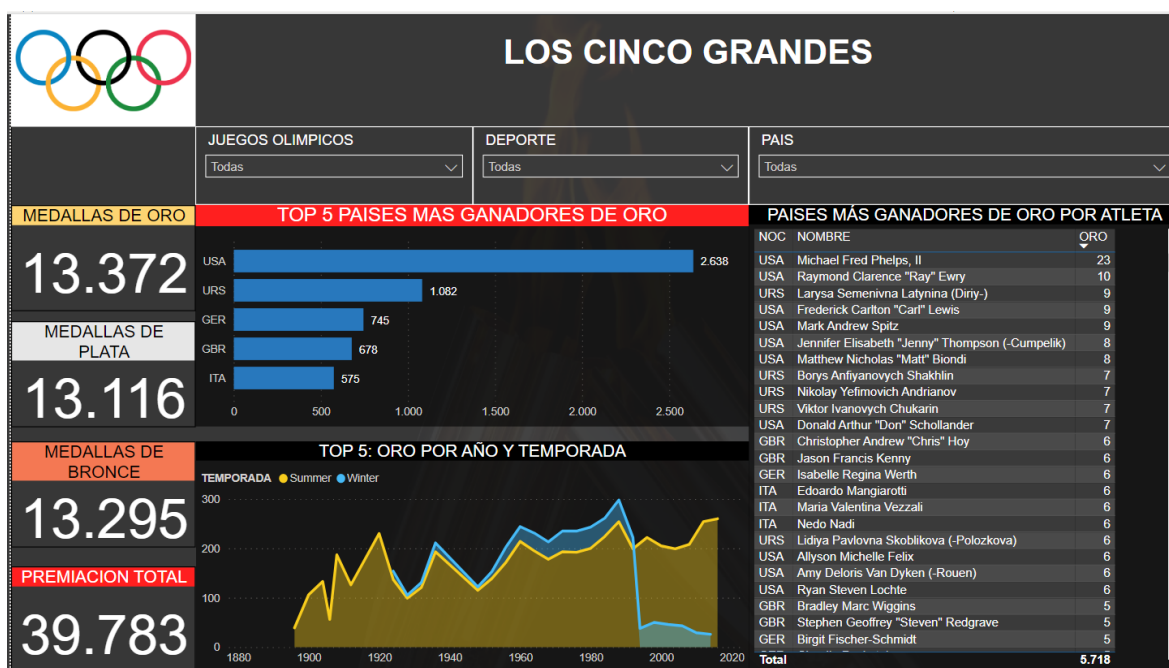 LOS CINCO GRANDES
JUEGOS OLIMPICOS
Todas
DEPORTE
Todas
PAIS
Todas
MEDALLAS DE ORO
13.372
MEDALLAS DE
PLATA
13.116
MEDALLAS DE
BRONCE
13.295
PREMIACION TOTAL
39.783
TOP 5 PAISES MAS GANADORES DE ORO
USA 2.638
URS 1.082
GER 745
GBR 678
ITA 575
0 500 1.000 1.500 2.000 2.500
TOP 5: ORO POR AÑO Y TEMPORADA
TEMPORADA Summer Winter
300
200
100
0
1880 1900 1920 1940 1960 1980 2000 2020
PAISES MÁS GANADORES DE ORO POR ATLETA
NOC NOMBRE ORO
USA Michael Fred Phelps, II 23
USA Raymond Clarence "Ray" Ewry 10
URS Larysa Semenivna Latynina (Diriy-) 9
USA Frederick Carlton "Carl" Lewis 9
USA Mark Andrew Spitz 9
USA Jennifer Elisabeth "Jenny" Thompson (-Cumpelik) 8
USA Matthew Nicholas "Matt" Biondi 8
URS Borys Anfiyanovych Shakhlin 7
URS Nikolay Yefimovich Andrianov 7
URS Viktor Ivanovych Chukarin 7
USA Donald Arthur "Don" Schollander 7
GBR Christopher Andrew "Chris" Hoy 6
GBR Jason Francis Kenny 6
GER Isabelle Regina Werth 6
ITA Edoardo Mangiarotti 6
ITA Maria Valentina Vezzali 6
ITA Nedo Nadi 6
URS Lidiya Pavlovna Skoblikova (-Polozkova) 6
USA Allyson Michelle Felix 6
USA Amy Deloris Van Dyken (-Rouen) 6
USA Ryan Steven Lochte 6
GBR Bradley Marc Wiggins 5
GBR Stephen Geoffrey "Steven" Redgrave 5
GER Birgit Fischer-Schmidt 5
Total 5.718